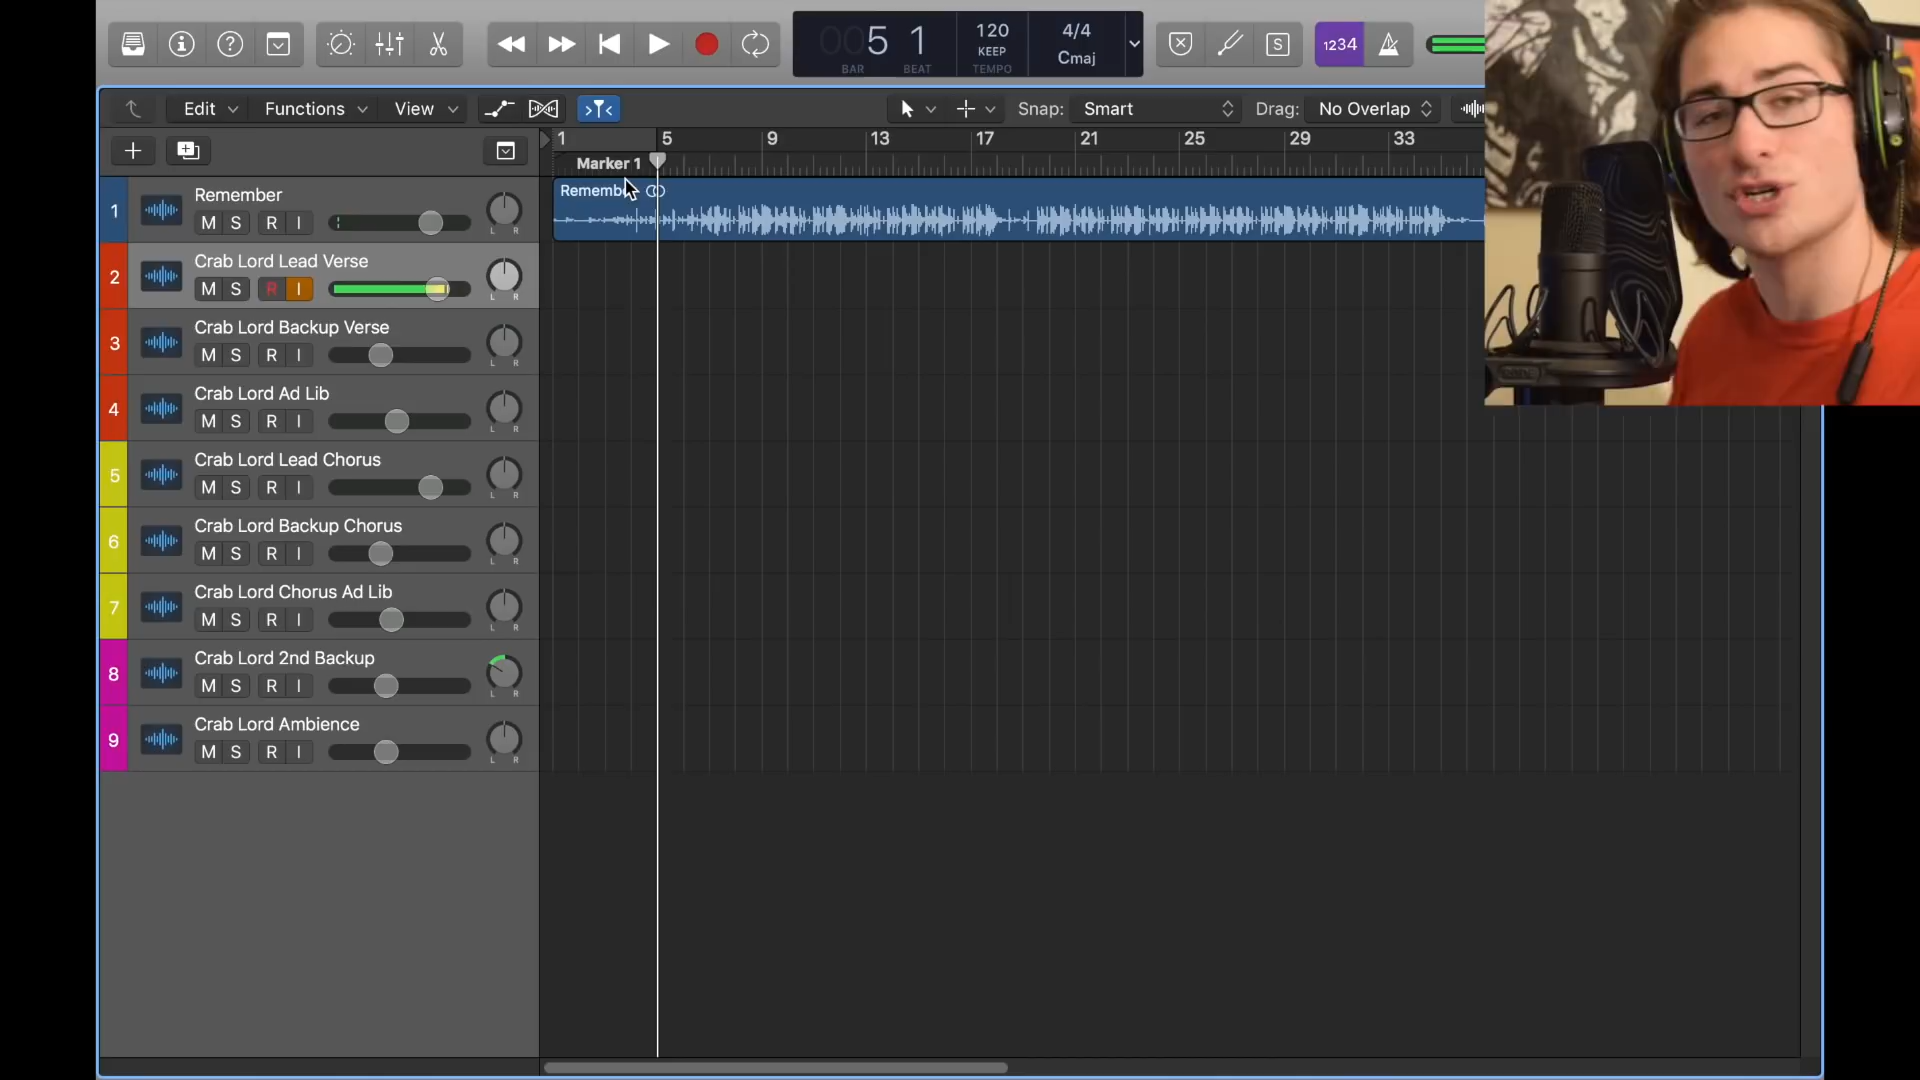 005 1
BAR BEAT
120
KEEP
TEMPO
4/4
Cmaj
S
1234
Edit Functions View
Snap: Smart
Drag: No Overlap
1 5 9 13 17 21 25 29 33
Marker 1
1 Remember
M S R I
L R
2 Crab Lord Lead Verse
M S R I
L R
3 Crab Lord Backup Verse
M S R I
L R
4 Crab Lord Ad Lib
M S R I
L R
5 Crab Lord Lead Chorus
M S R I
L R
6 Crab Lord Backup Chorus
M S R I
L R
7 Crab Lord Chorus Ad Lib
M S R I
L R
8 Crab Lord 2nd Backup
M S R I
L R
9 Crab Lord Ambience
M S R I
L R
RODE